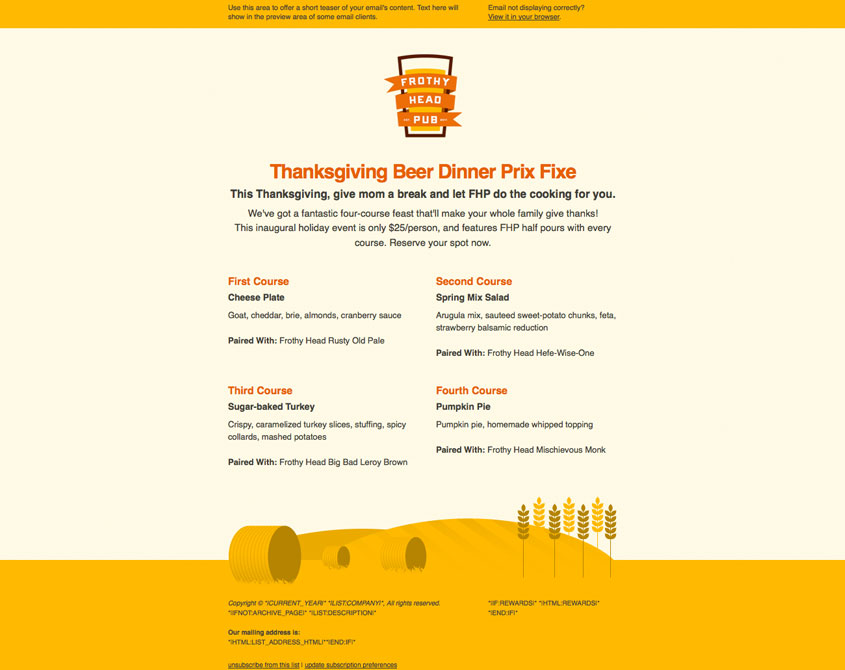 Use this area to offer a short teaser of your email's content. Text here will
show in the preview area of some email clients.
Email not displaying correctly?
View it in your browser.
FROTHY
HEAD
PUB
Thanksgiving Beer Dinner Prix Fixe
This Thanksgiving, give mom a break and let FHP do the cooking for you.
We've got a fantastic four-course feast that'll make your whole family give thanks!
This inaugural holiday event is only $25/person, and features FHP half pours with every
course. Reserve your spot now.
First Course
Cheese Plate
Goat, cheddar, brie, almonds, cranberry sauce
Paired With: Frothy Head Rusty Old Pale
Second Course
Spring Mix Salad
Arugula mix, sauteed sweet-potato chunks, feta,
strawberry balsamic reduction
Paired With: Frothy Head Hefe-Wise-One
Third Course
Sugar-baked Turkey
Crispy, caramelized turkey slices, stuffing, spicy
collards, mashed potatoes
Paired With: Frothy Head Big Bad Leroy Brown
Fourth Course
Pumpkin Pie
Pumpkin pie, homemade whipped topping
Paired With: Frothy Head Mischievous Monk
Copyright © *|CURRENT_YEAR|* *|LIST:COMPANY|*, All rights reserved.
*|IFNOT:ARCHIVE_PAGE|* *|LIST:DESCRIPTION|*
Our mailing address is:
*|HTML:LIST_ADDRESS_HTML|**|END:IF|*
unsubscribe from this list | update subscription preferences
*|IF:REWARDS|* *|HTML:REWARDS|*
*|END:IF|*